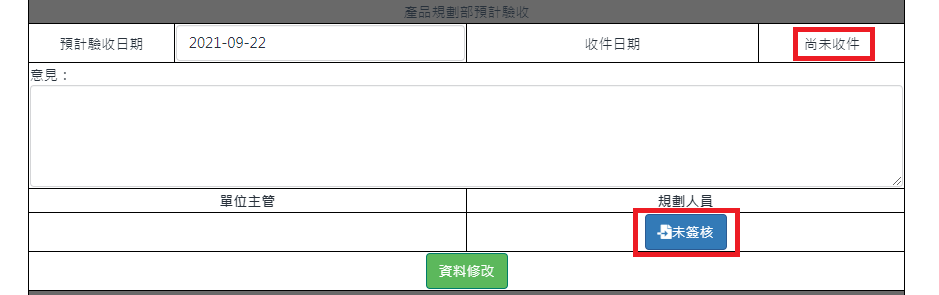 產品規劃部預計驗收
預計驗收日期 2021-09-22 收件日期 尚未收件
意見：
單位主管 規劃人員
未簽核
資料修改